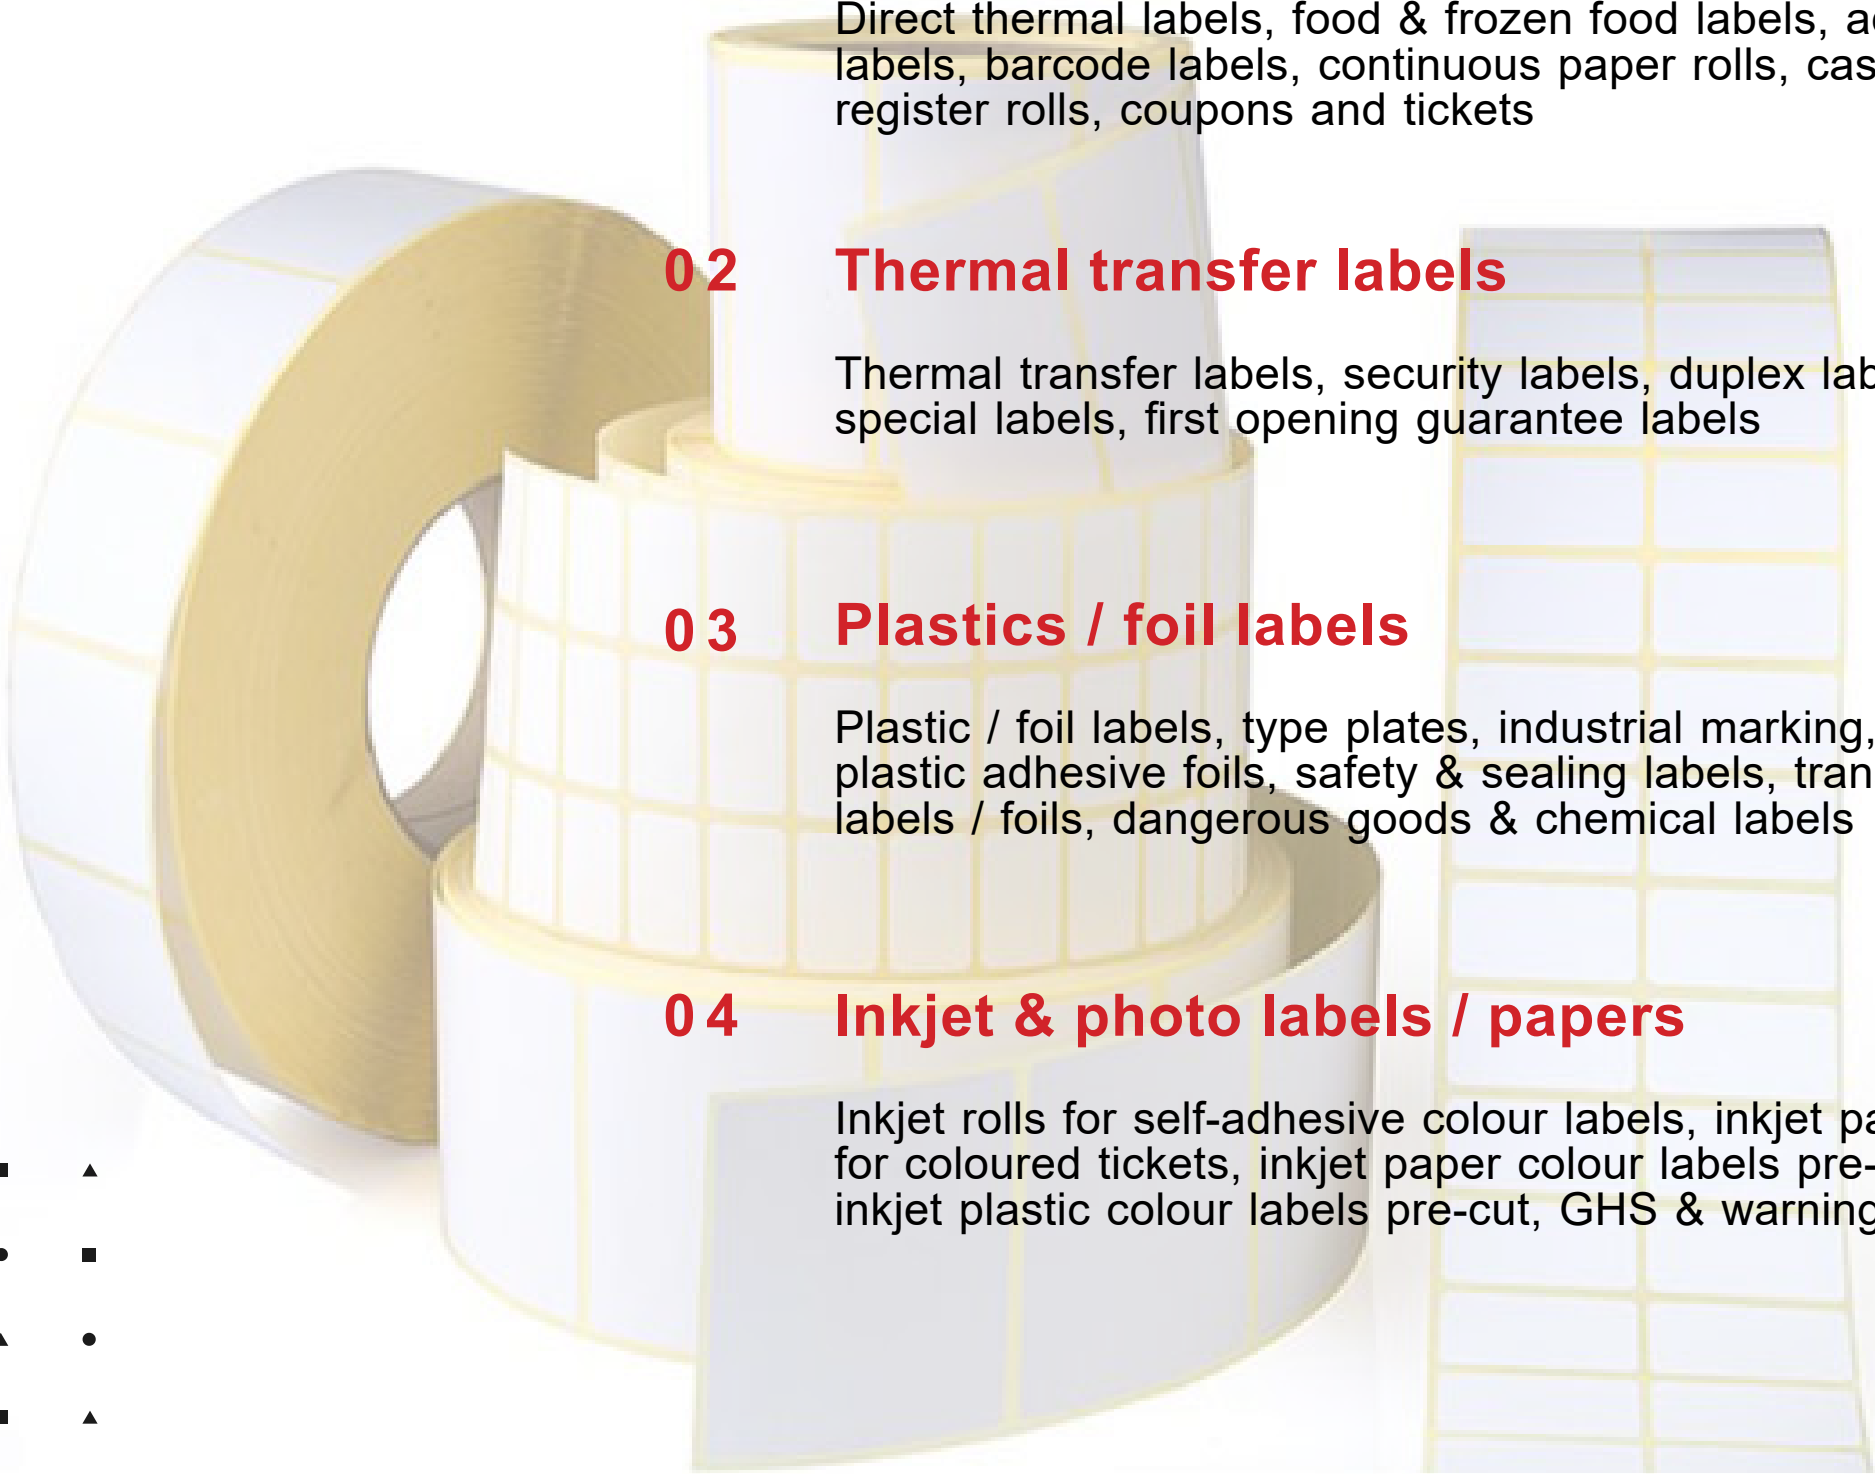 Direct thermal labels, food & frozen food labels,
labels, barcode labels, continuous paper rolls,
register rolls, coupons and tickets
02 Thermal transfer labels
Thermal transfer labels, security labels, duplex
special labels, first opening guarantee labels
03 Plastics / foil labels
Plastic / foil labels, type plates, industrial marking,
plastic adhesive foils, safety & sealing labels,
labels / foils, dangerous goods & chemical labels
04 Inkjet & photo labels / papers
Inkjet rolls for self-adhesive colour labels, inkjet
for coloured tickets, inkjet paper colour labels pre-
inkjet plastic colour labels pre-cut, GHS & warning